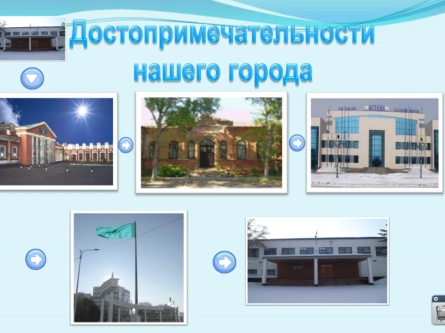 Достопримечательности
нашего города